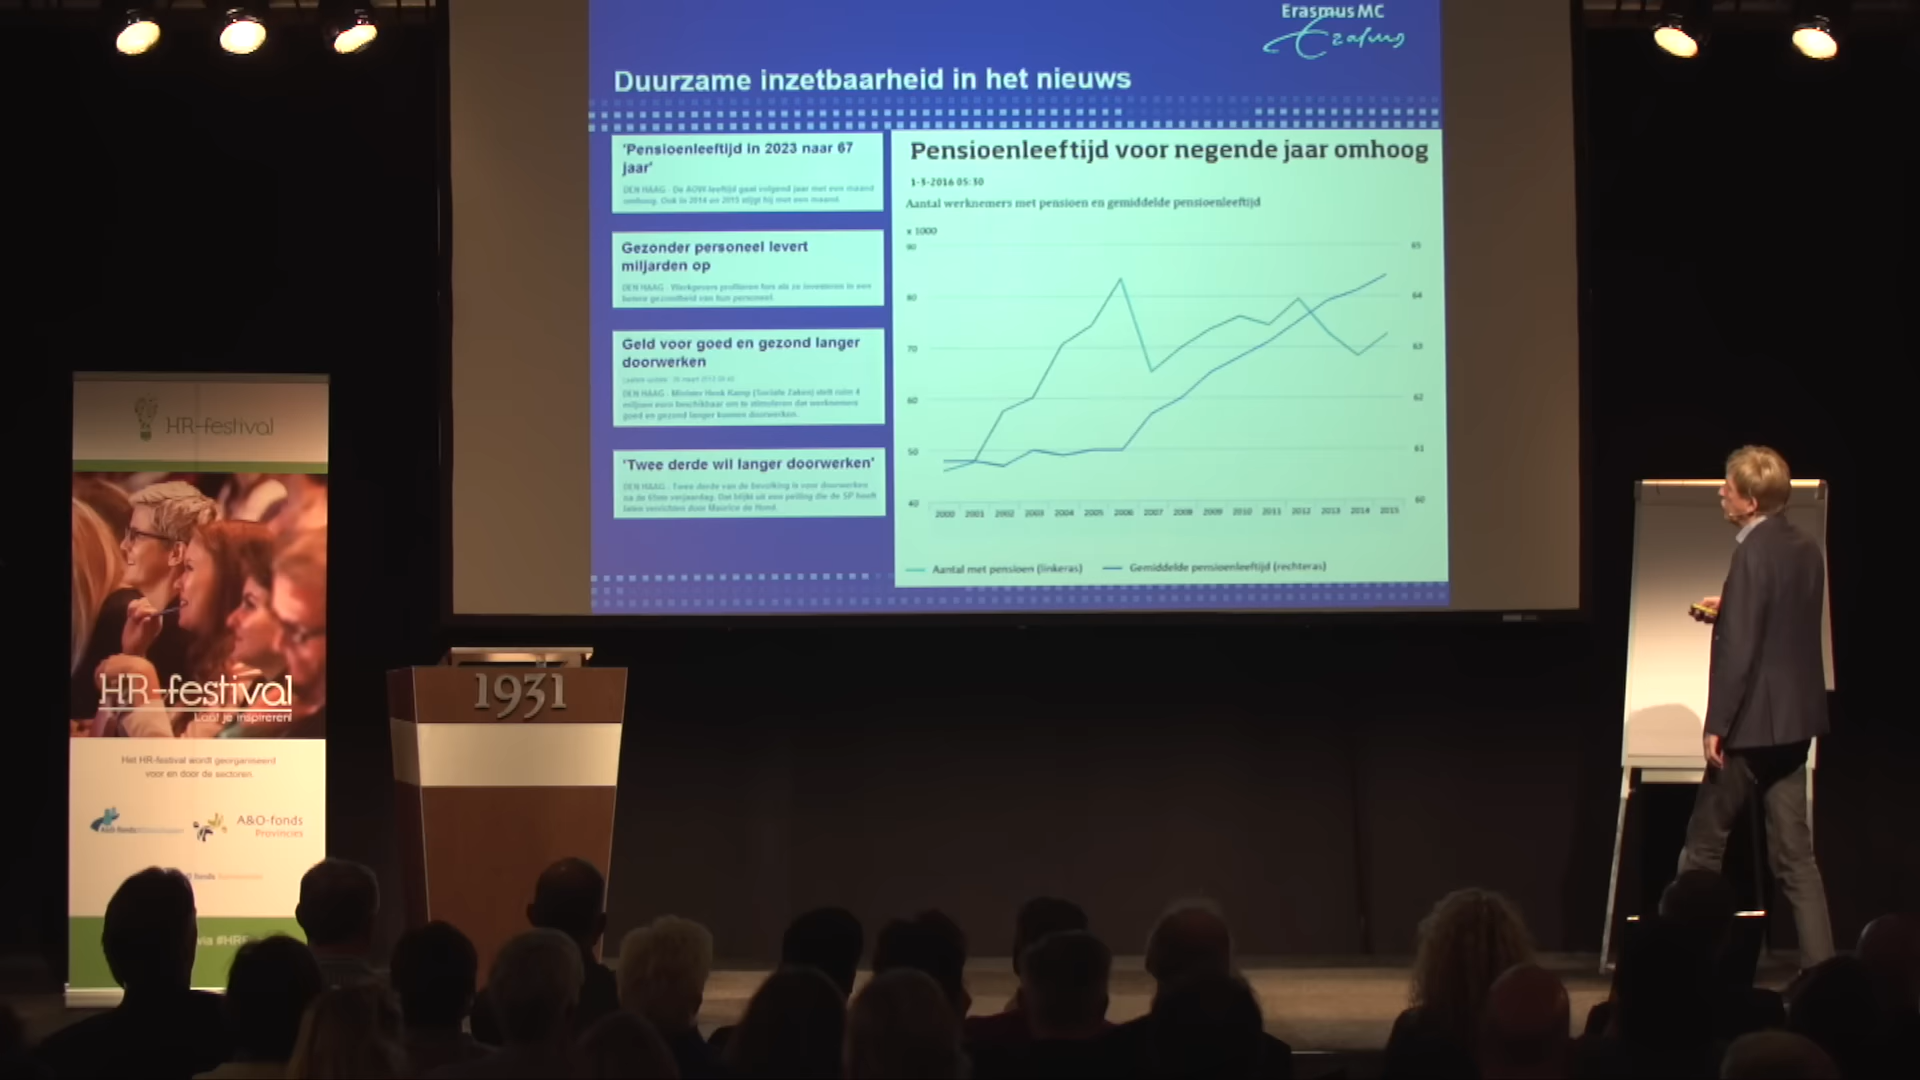 Erasmus MC
Erasmus
Duurzame inzetbaarheid in het nieuws
'Pensioenleeftijd in 2023 naar 67
jaar'
DEN HAAG - De AOW-leeftijd gaat volgend jaar met een maand
omhoog. Ook in 2014 en 2015 stijgt hij met een maand.
Gezonder personeel levert
miljarden op
DEN HAAG - Werkgevers profiteren fors als ze investeren in een
betere gezondheid van hun personeel.
Geld voor goed en gezond langer
doorwerken
DEN HAAG - Minister Henk Kamp (Sociale Zaken) stelt ruim 4
miljoen euro beschikbaar om te stimuleren dat werknemers
goed en gezond langer kunnen doorwerken.
'Twee derde wil langer doorwerken'
DEN HAAG - Twee derde van de bevolking is voor doorwerken
na de 65ste verjaardag. Dat blijkt uit een peiling die de SP heeft
laten verrichten door Maurice de Hond.
Pensioenleeftijd voor negende jaar omhoog
1-5-2016 05:30
Aantal werknemers met pensioen en gemiddelde pensioenleeftijd
x 1000
90 65
80 64
70 63
60 62
50 61
40 60
2000 2001 2002 2003 2004 2005 2006 2007 2008 2009 2010 2011 2012 2013 2014 2015
Aantal met pensioen (linkeras) Gemiddelde pensioenleeftijd (rechteras)
HR-festival
HR-festival
Laat je inspireren!
Het HR-festival wordt georganiseerd
voor en door de sectoren.
A&O-fonds
Provincies
via #HRF
1931